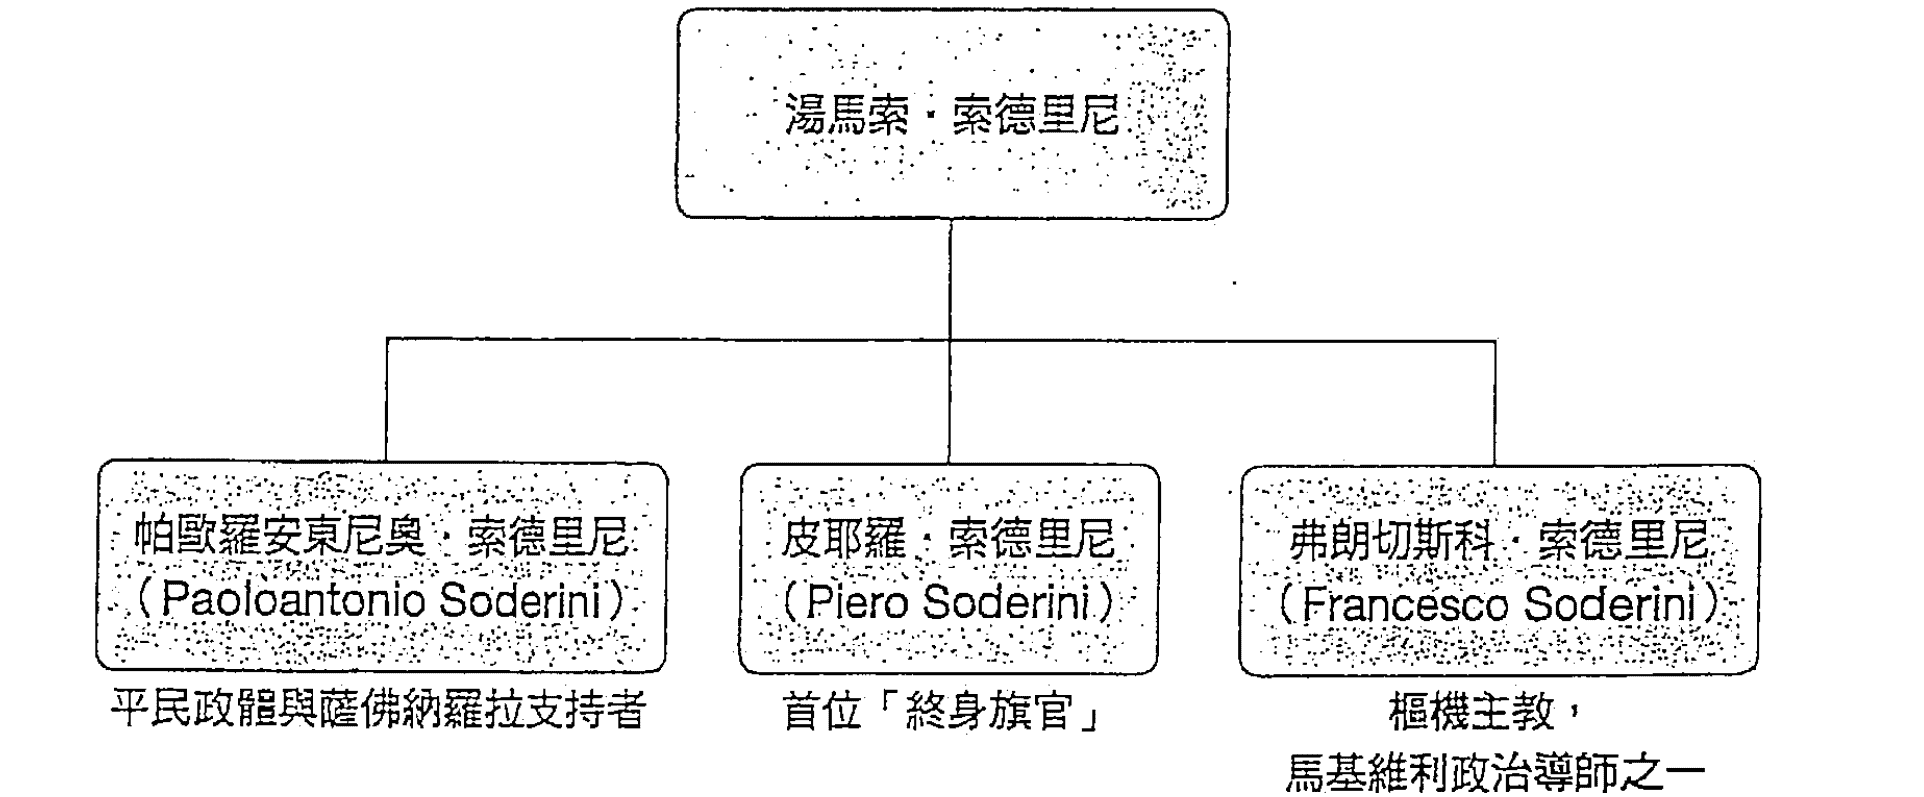 湯馬索．索德里尼
帕歐羅安東尼奧．索德里尼
（Paoloantonio Soderini）
平民政體與薩佛納羅拉支持者
皮耶羅．索德里尼
（Piero Soderini）
首位「終身旗官」
弗朗切斯科．索德里尼
（Francesco Soderini）
樞機主教，
馬基維利政治導師之一